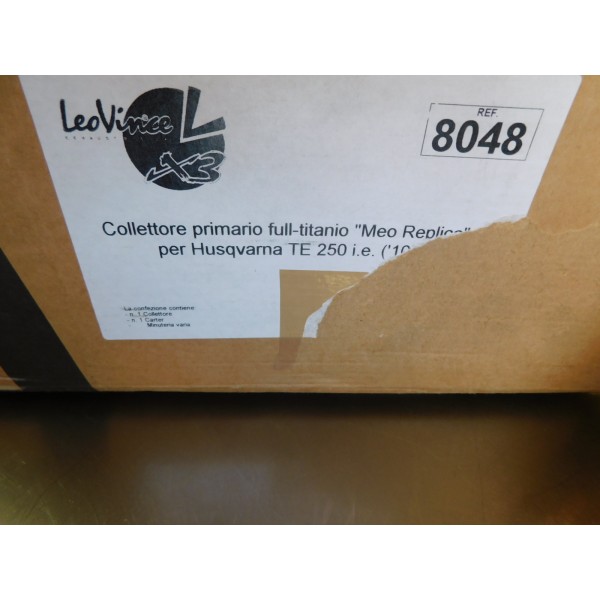 LeoVince
X3
REF.
8048
Collettore primario full-titanio "Meo Replica"
per Husqvarna TE 250 i.e. ('10
La confezione contiene:
- n. 1 Collettore
- n. 1 Carter
Minuteria varia